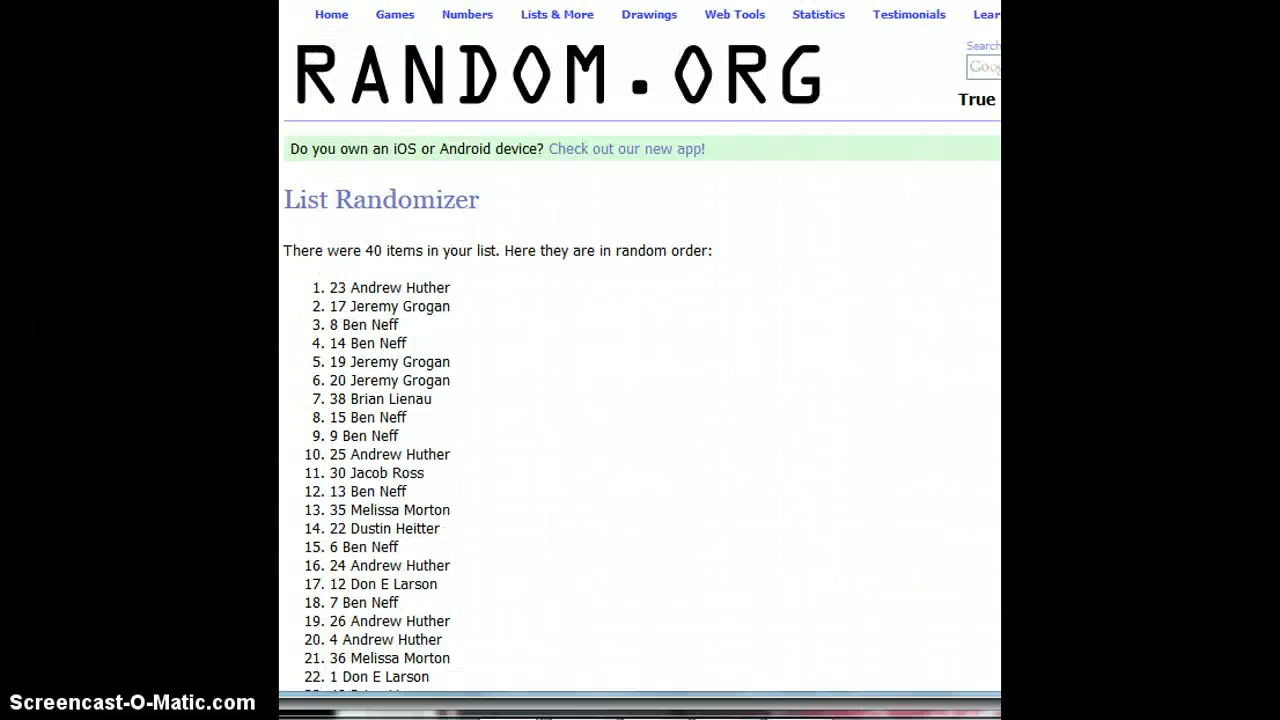 Home Games Numbers Lists & More Drawings Web Tools Statistics Testimonials Lear
RANDOM.ORG
Search
Goog
True
Do you own an iOS or Android device? Check out our new app!
List Randomizer
There were 40 items in your list. Here they are in random order:
1. 23 Andrew Huther
2. 17 Jeremy Grogan
3. 8 Ben Neff
4. 14 Ben Neff
5. 19 Jeremy Grogan
6. 20 Jeremy Grogan
7. 38 Brian Lienau
8. 15 Ben Neff
9. 9 Ben Neff
10. 25 Andrew Huther
11. 30 Jacob Ross
12. 13 Ben Neff
13. 35 Melissa Morton
14. 22 Dustin Heitter
15. 6 Ben Neff
16. 24 Andrew Huther
17. 12 Don E Larson
18. 7 Ben Neff
19. 26 Andrew Huther
20. 4 Andrew Huther
21. 36 Melissa Morton
22. 1 Don E Larson
Screencast-O-Matic.com